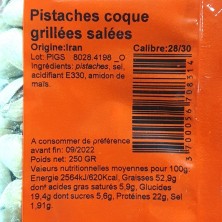 Pistaches coque
grillées salées
Origine:Iran Calibre:28/30
Lot: PIGS 8028.4198 _O
Ingrédients: pistaches, sel,
acidifiant E330, amidon de
maïs.
A consommer de préférence
avant fin: 09/2022
Poids net: 250 GR
Valeurs nutritionnelles moyennes pour 100g:
Energie 2564kJ/620Kcal, Graisses 52,9g
dont acides gras saturés 5,9g, Glucides
19,4g dont sucres 5,6g, Protéines 22g, Sel
1,91g.
3700056708314